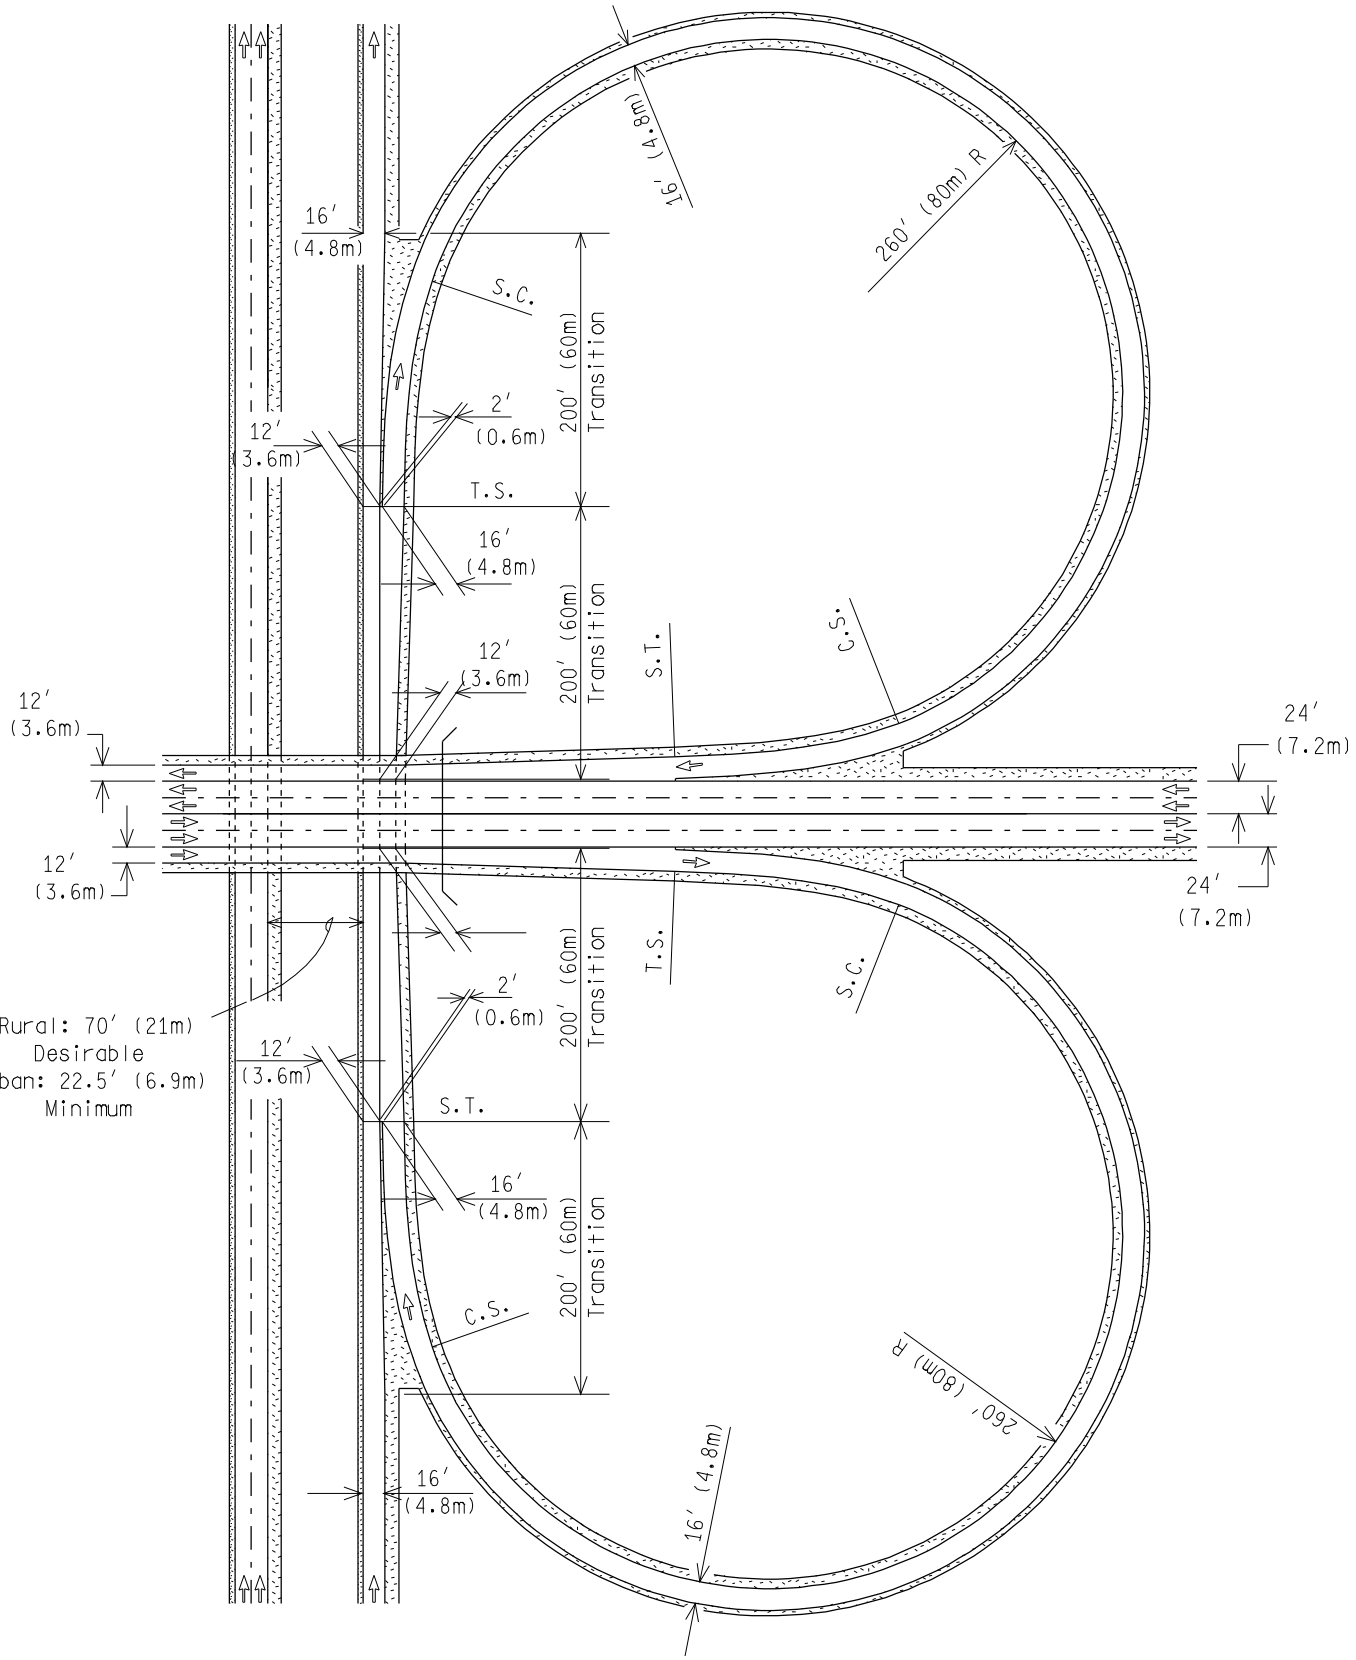 16' (4.8m)
260' (80m) R
16'
(4.8m)
S.C.
200' (60m)
Transition
2'
(0.6m)
12'
(3.6m)
T.S.
16'
(4.8m)
200' (60m)
Transition
12'
(3.6m)
S.T.
C.S.
12'
(3.6m)
24'
(7.2m)
12'
(3.6m)
24'
(7.2m)
T.S.
S.C.
200' (60m)
Transition
2'
(0.6m)
Rural: 70' (21m)
Desirable
ban: 22.5' (6.9m)
Minimum
12'
(3.6m)
S.T.
16'
(4.8m)
200' (60m)
Transition
C.S.
260' (80m) R
16' (4.8m)
16'
(4.8m)